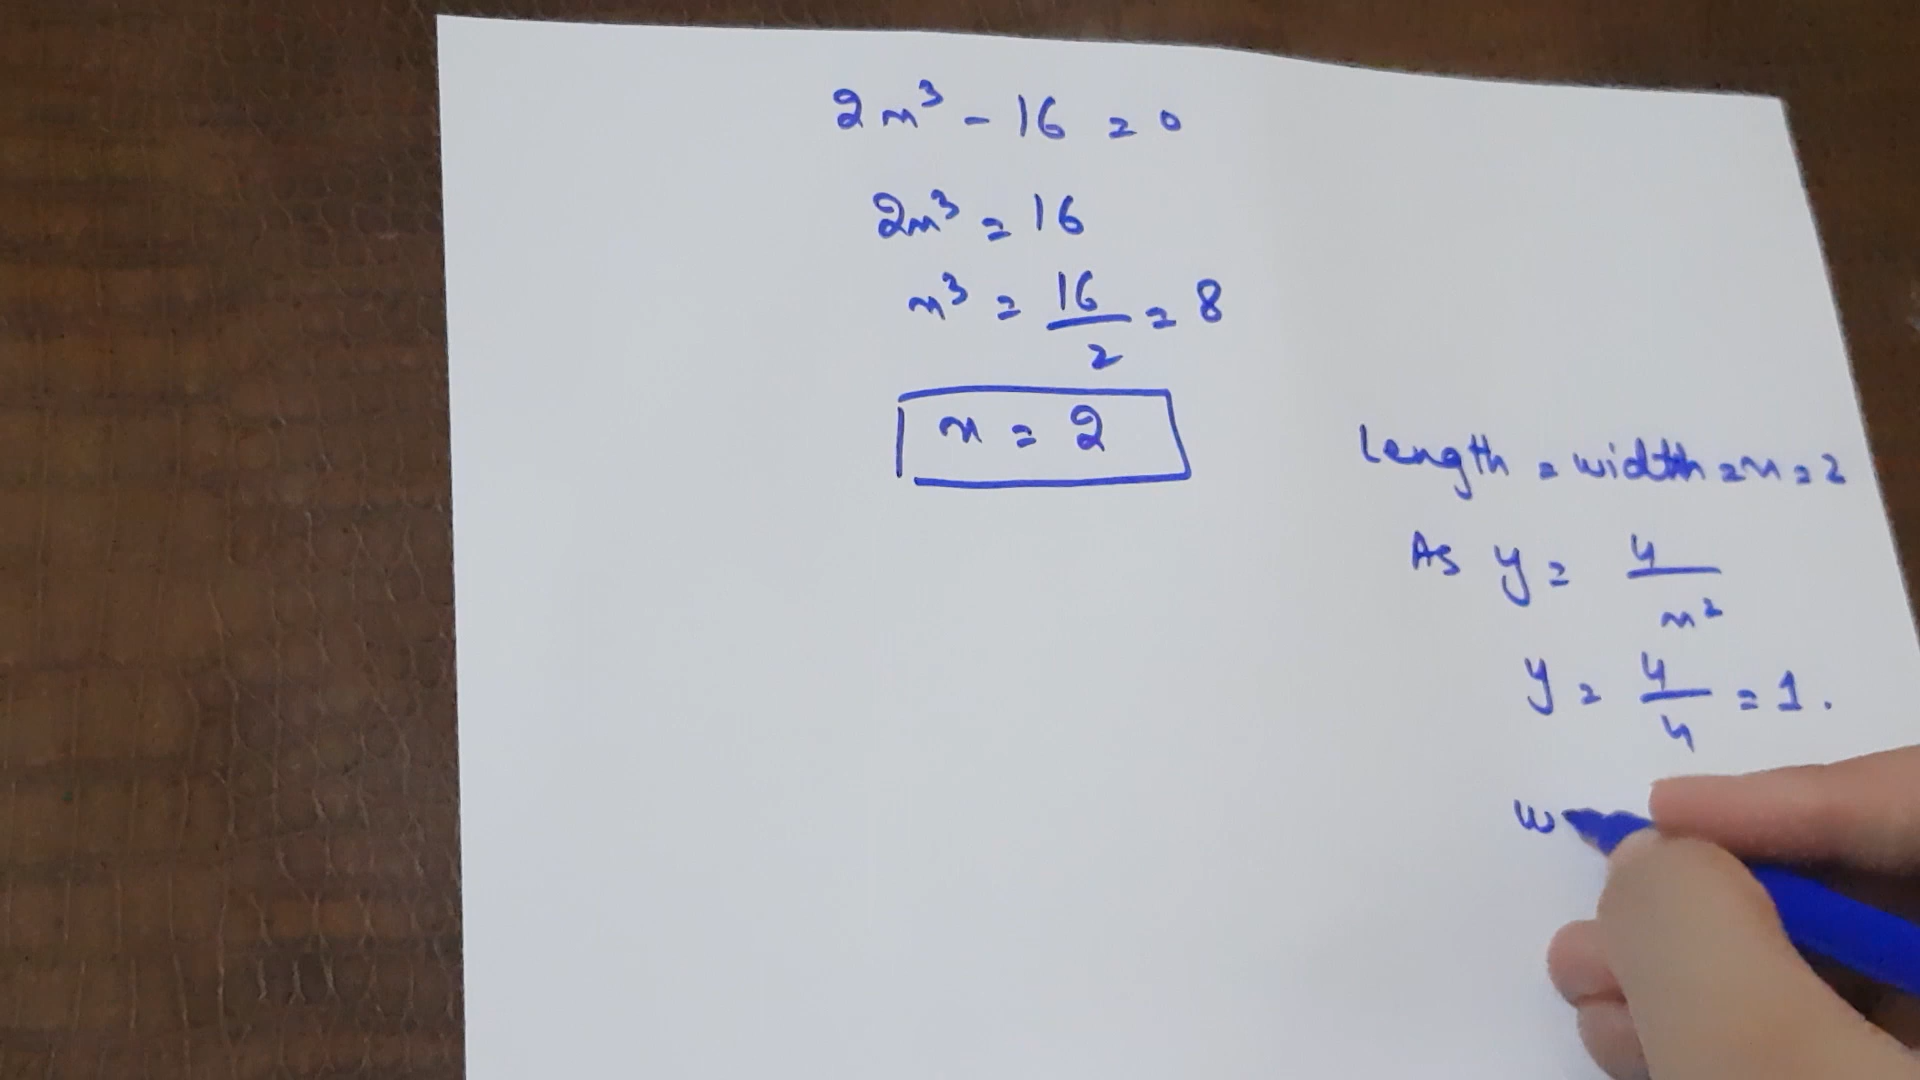 2x³ - 16 = 0
2x³ = 16
x³ = 16/2 = 8
x = 2
Length = width = x = 2
As y = 4/x²
y = 4/4 = 1.
w